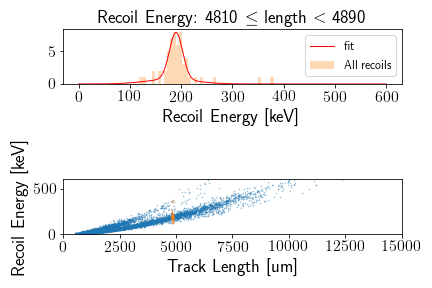 Recoil Energy: 4810 ≤ length < 4890
5
0
fit
All recoils
0 100 200 300 400 500 600
Recoil Energy [keV]
Recoil Energy [keV]
500
0
0 2500 5000 7500 10000 12500 15000
Track Length [um]